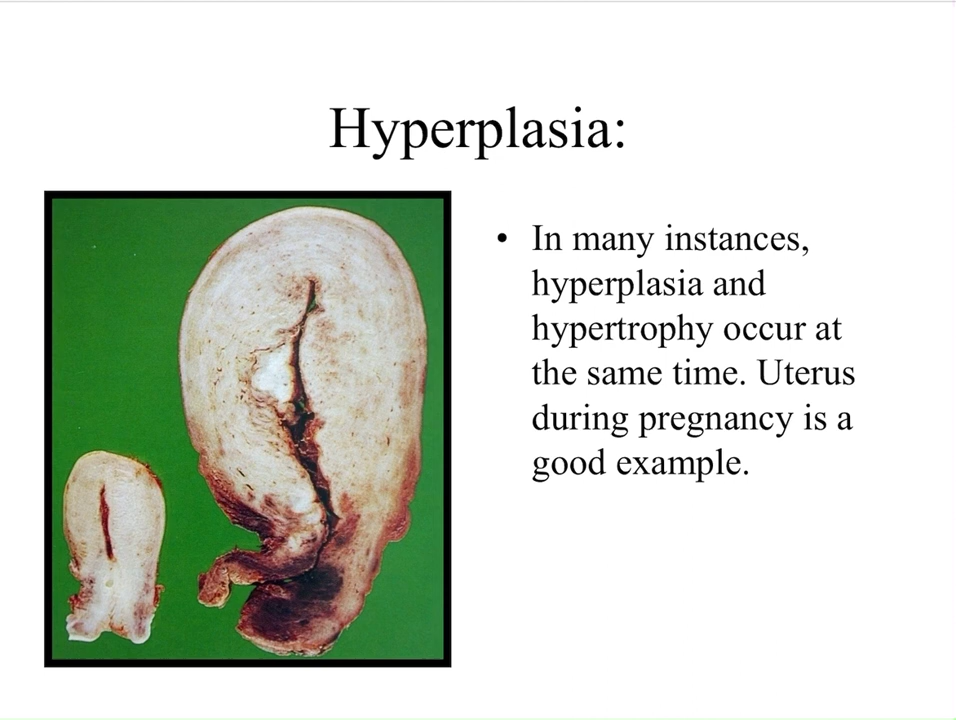 Hyperplasia:
• In many instances,
hyperplasia and
hypertrophy occur at
the same time. Uterus
during pregnancy is a
good example.